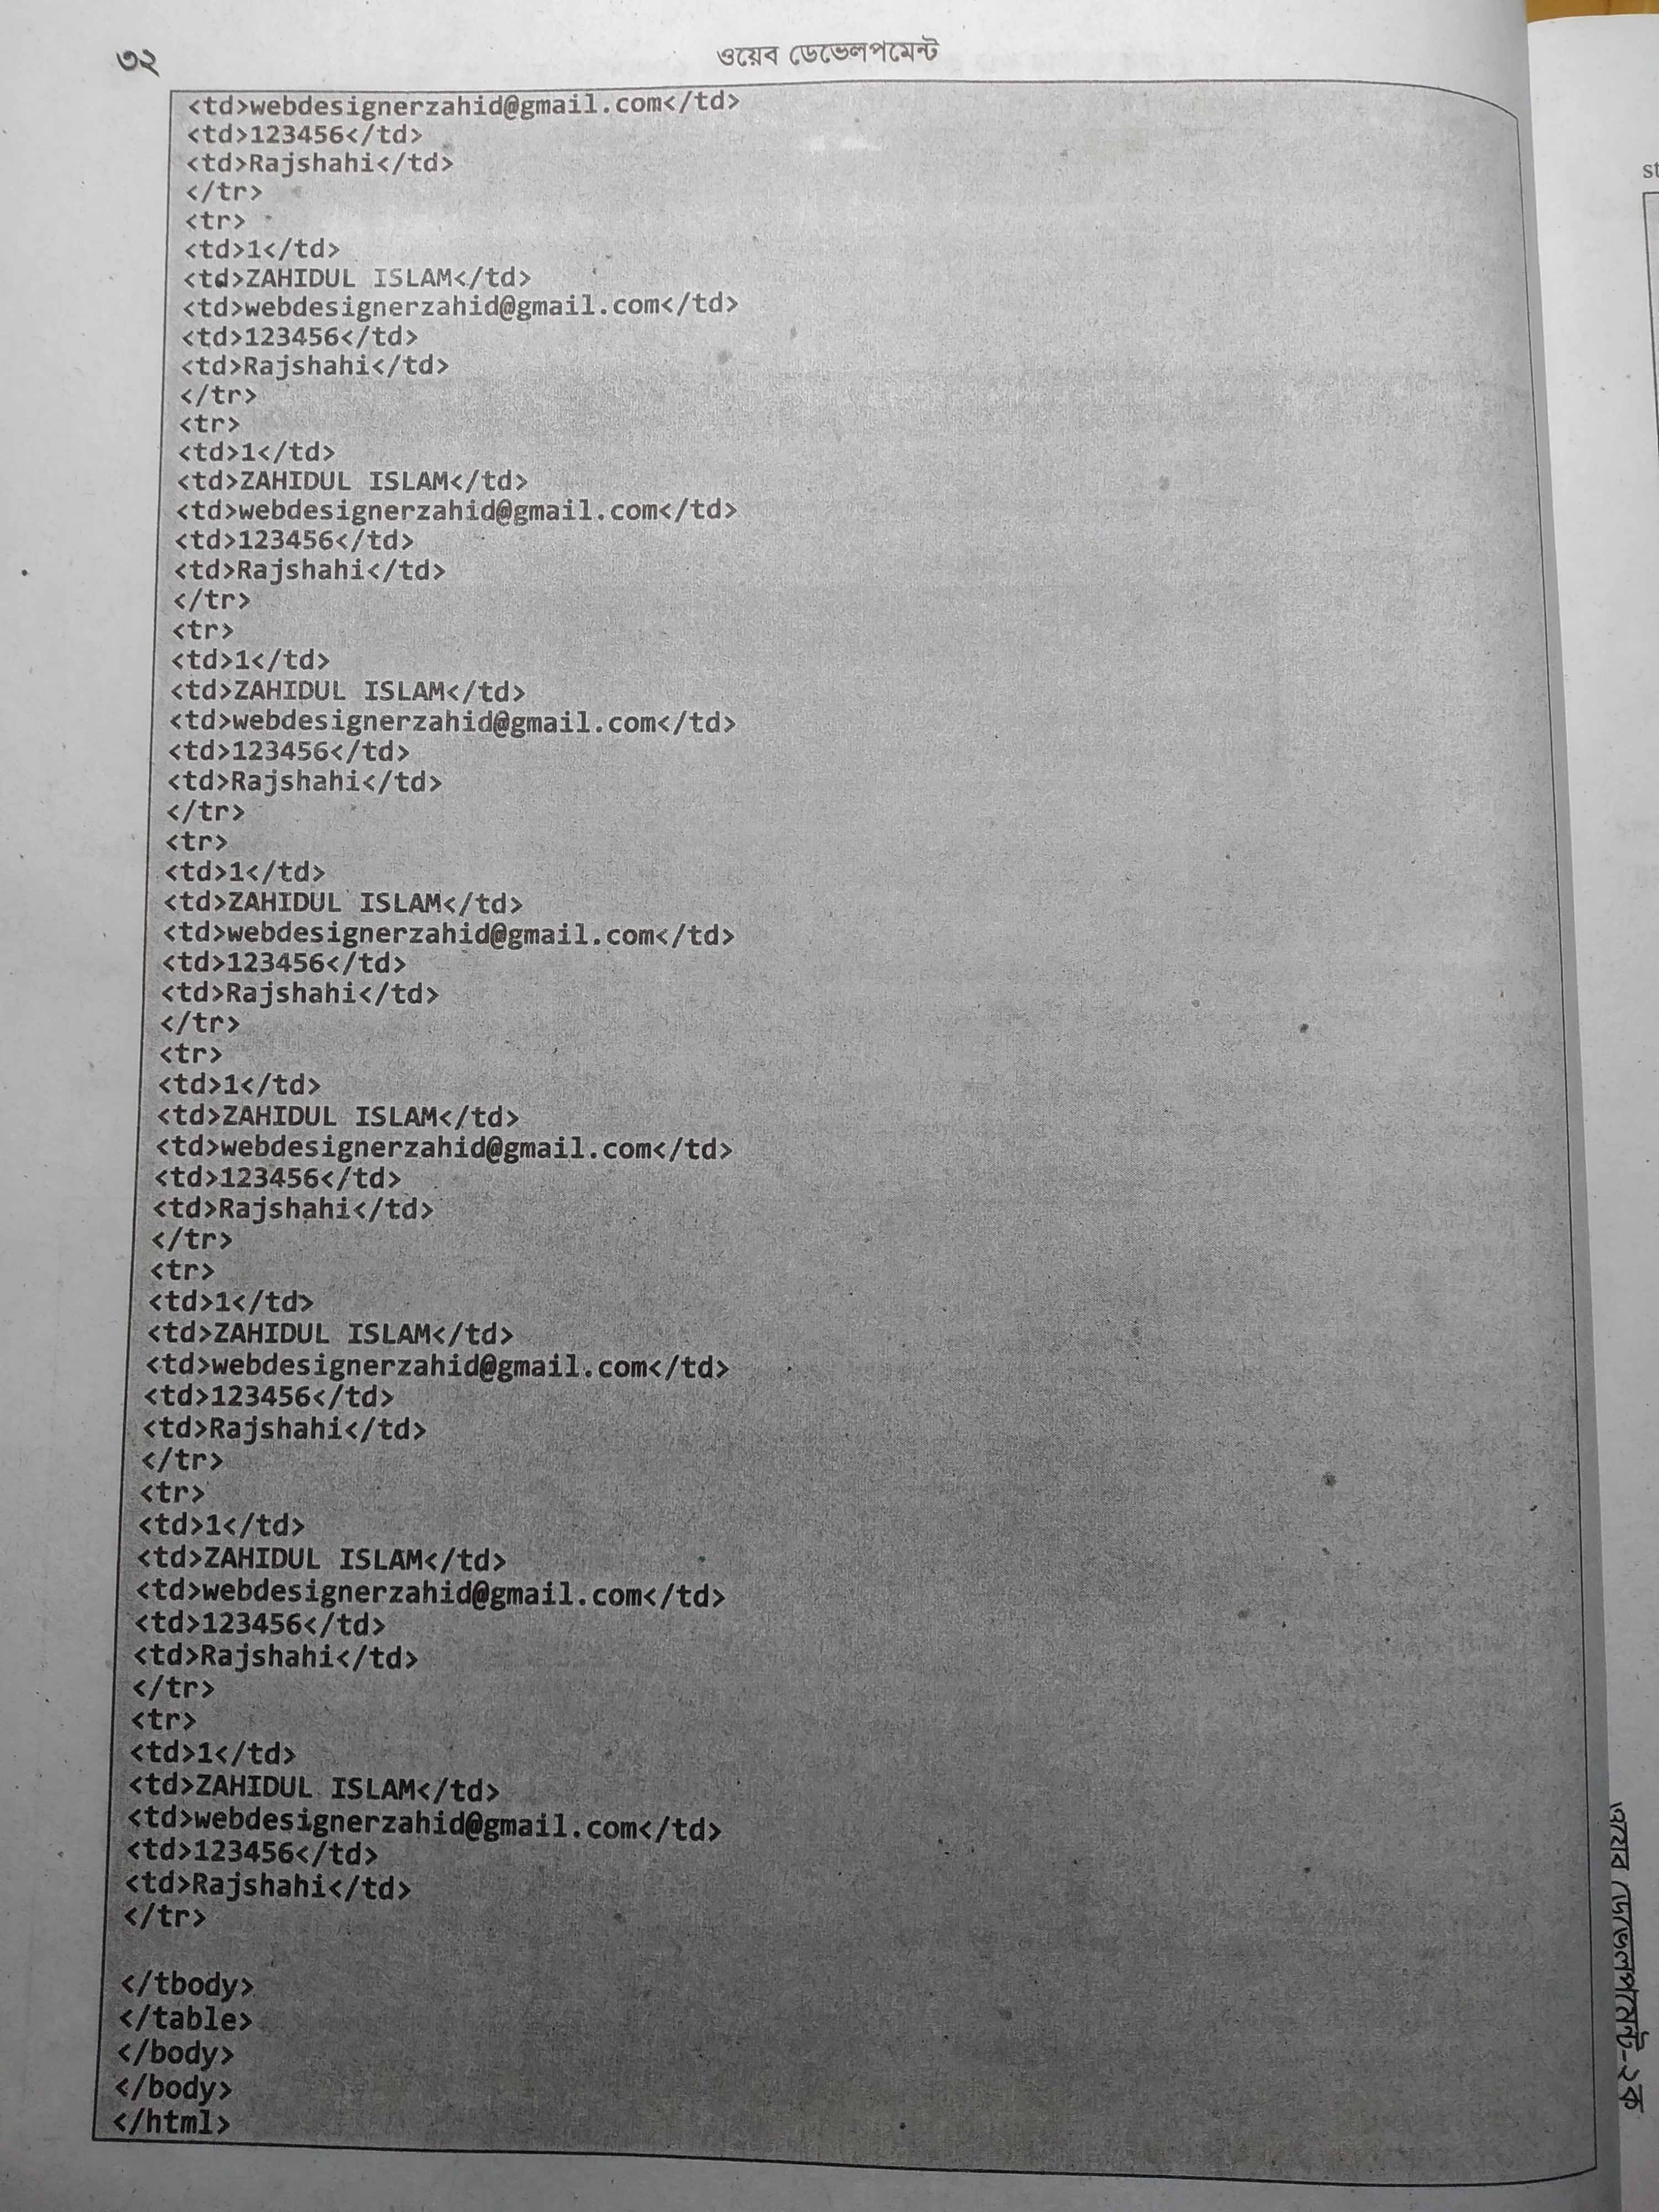 ৩২
ওয়েব ডেভেলপমেন্ট
<td>webdesignerzahid@gmail.com</td>
<td>123456</td>
<td>Rajshahi</td>
</tr>
<tr>
<td>1</td>
<td>ZAHIDUL ISLAM</td>
<td>webdesignerzahid@gmail.com</td>
<td>123456</td>
<td>Rajshahi</td>
</tr>
<tr>
<td>1</td>
<td>ZAHIDUL ISLAM</td>
<td>webdesignerzahid@gmail.com</td>
<td>123456</td>
<td>Rajshahi</td>
</tr>
<tr>
<td>1</td>
<td>ZAHIDUL ISLAM</td>
<td>webdesignerzahid@gmail.com</td>
<td>123456</td>
<td>Rajshahi</td>
</tr>
<tr>
<td>1</td>
<td>ZAHIDUL ISLAM</td>
<td>webdesignerzahid@gmail.com</td>
<td>123456</td>
<td>Rajshahi</td>
</tr>
<tr>
<td>1</td>
<td>ZAHIDUL ISLAM</td>
<td>webdesignerzahid@gmail.com</td>
<td>123456</td>
<td>Rajshahi</td>
</tr>
<tr>
<td>1</td>
<td>ZAHIDUL ISLAM</td>
<td>webdesignerzahid@gmail.com</td>
<td>123456</td>
<td>Rajshahi</td>
</tr>
<tr>
<td>1</td>
<td>ZAHIDUL ISLAM</td>
<td>webdesignerzahid@gmail.com</td>
<td>123456</td>
<td>Rajshahi</td>
</tr>
<tr>
<td>1</td>
<td>ZAHIDUL ISLAM</td>
<td>webdesignerzahid@gmail.com</td>
<td>123456</td>
<td>Rajshahi</td>
</tr>
</tbody>
</table>
</body>
</body>
</html>
ওয়েব ডেভেলপমেন্ট-২ক